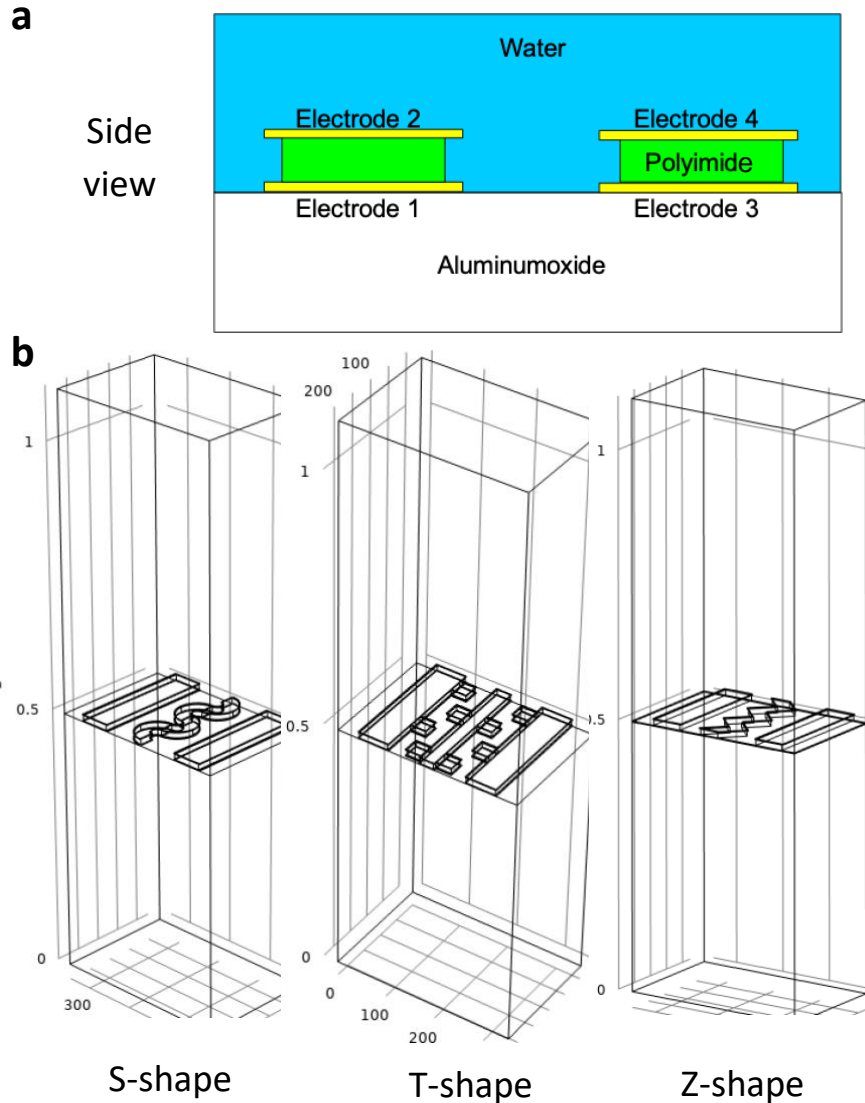 a
Water
Side
view
Electrode 2
Electrode 4
Polyimide
Electrode 1
Electrode 3
Aluminumoxide
b
1
0.5
0
300
200
100
1
0.5
0
0
100
200
1
.5
0
S-shape
T-shape
Z-shape